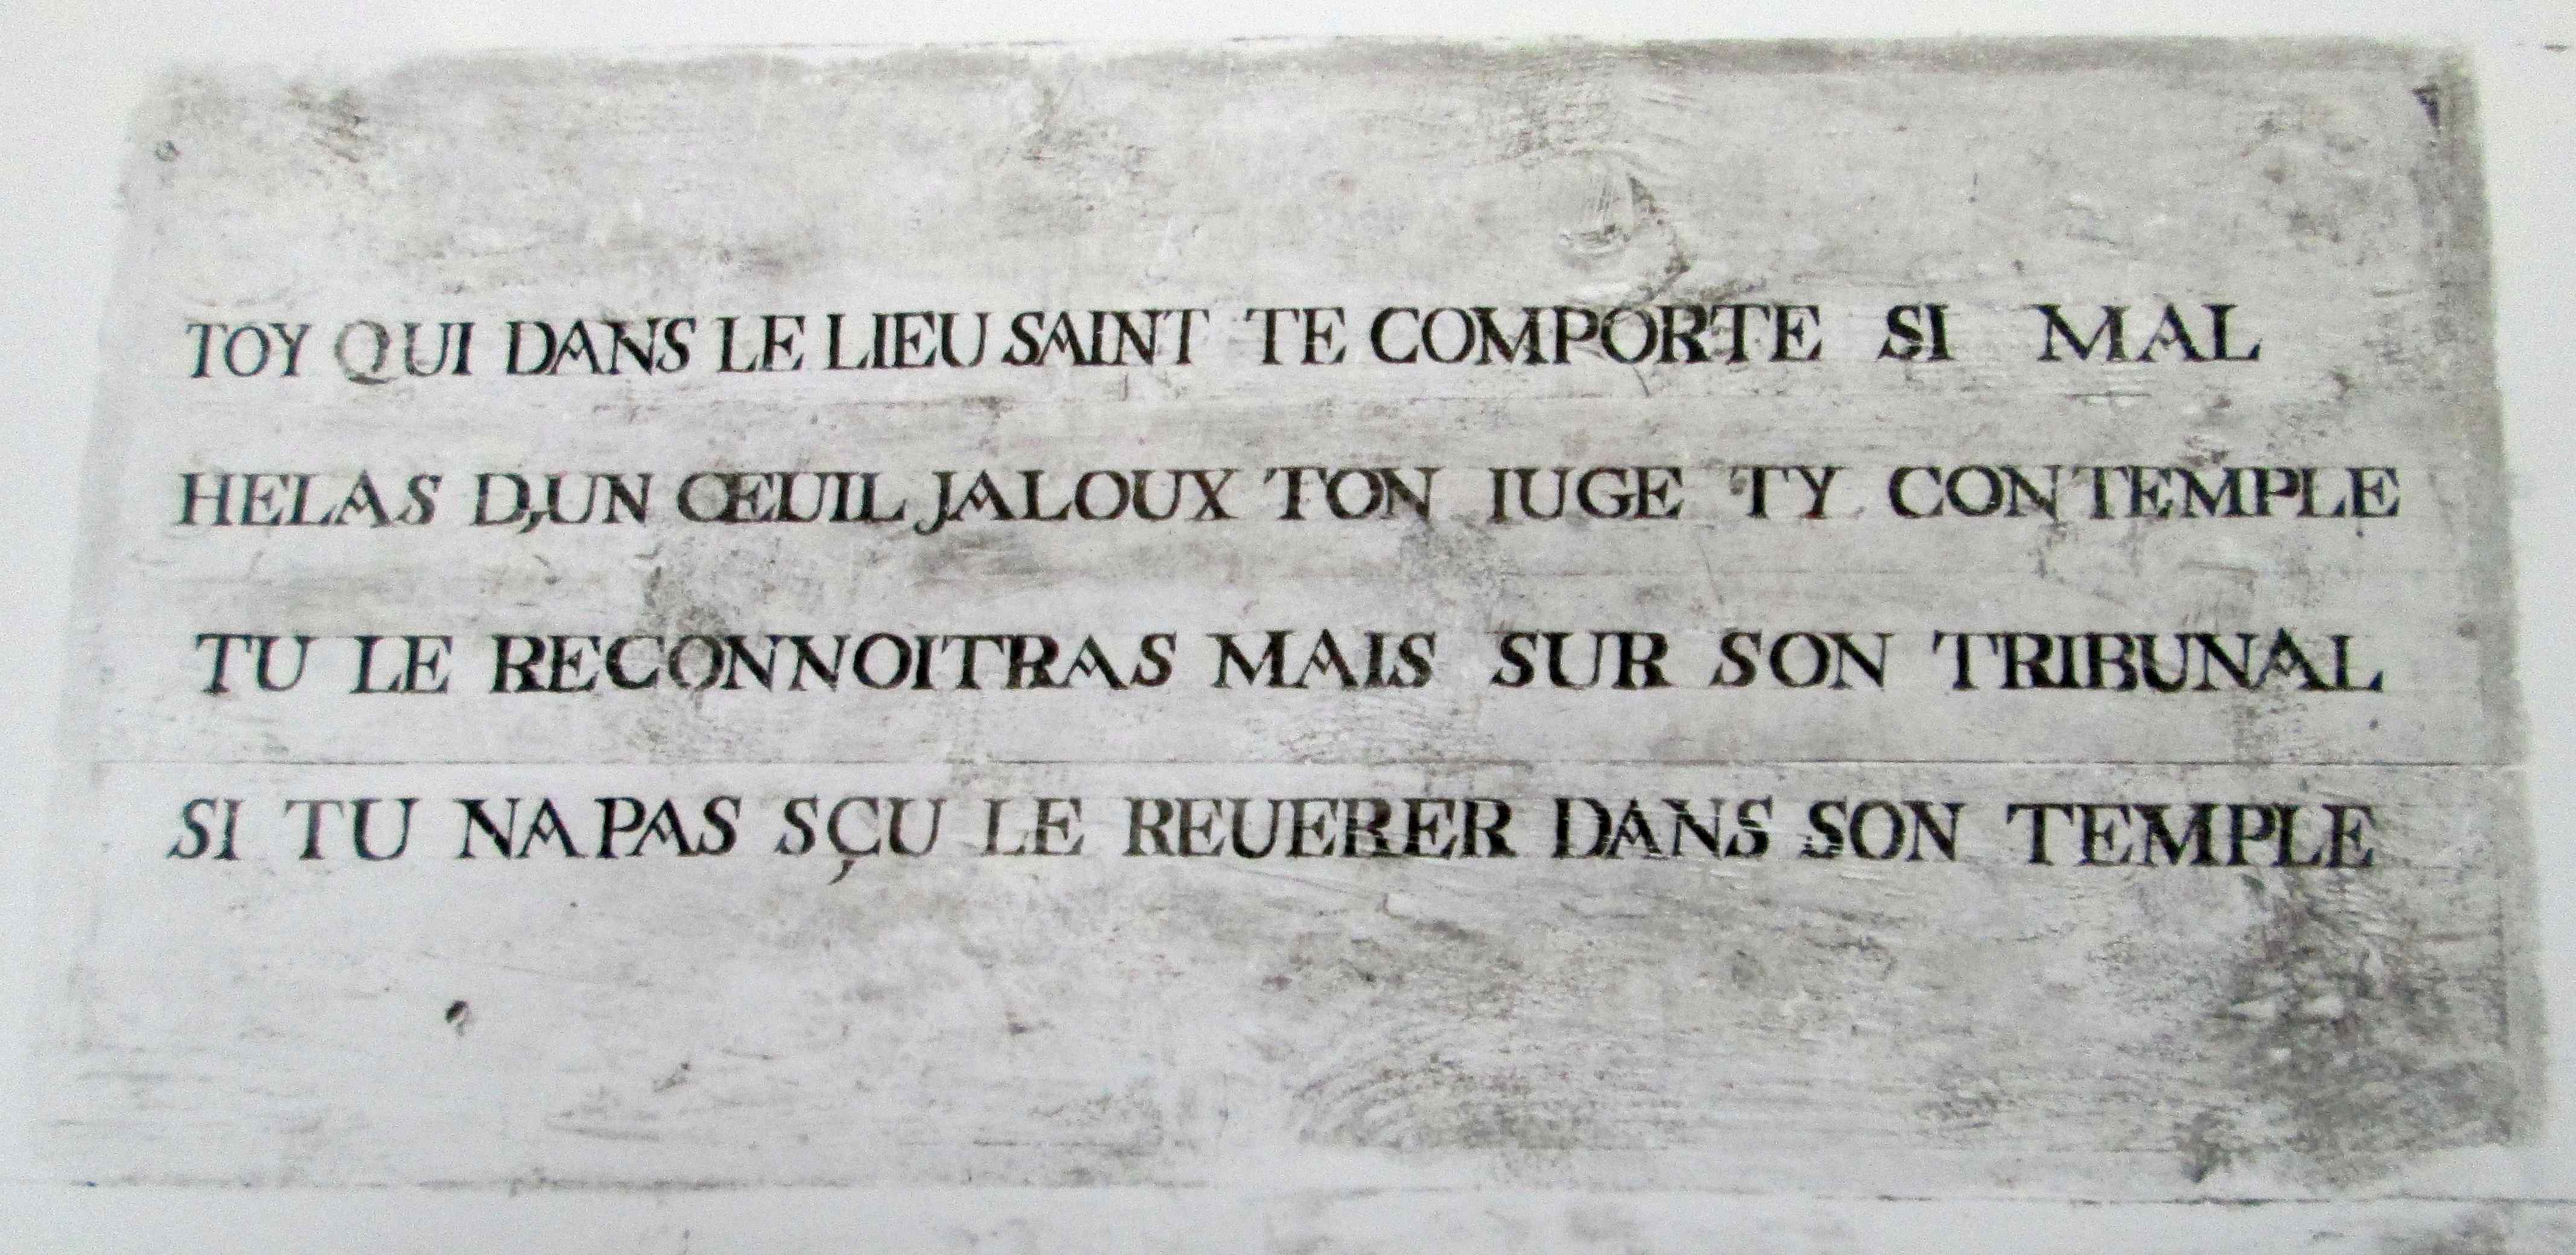 TOY QUI DANS LE LIEU SAINT TE COMPORTE SI MAL
HELAS D,UN ŒUIL JALOUX TON IUGE TY CONTEMPLE
TU LE RECONNOITRAS MAIS SUR SON TRIBUNAL
SI TU NA PAS SÇU LE REUERER DANS SON TEMPLE